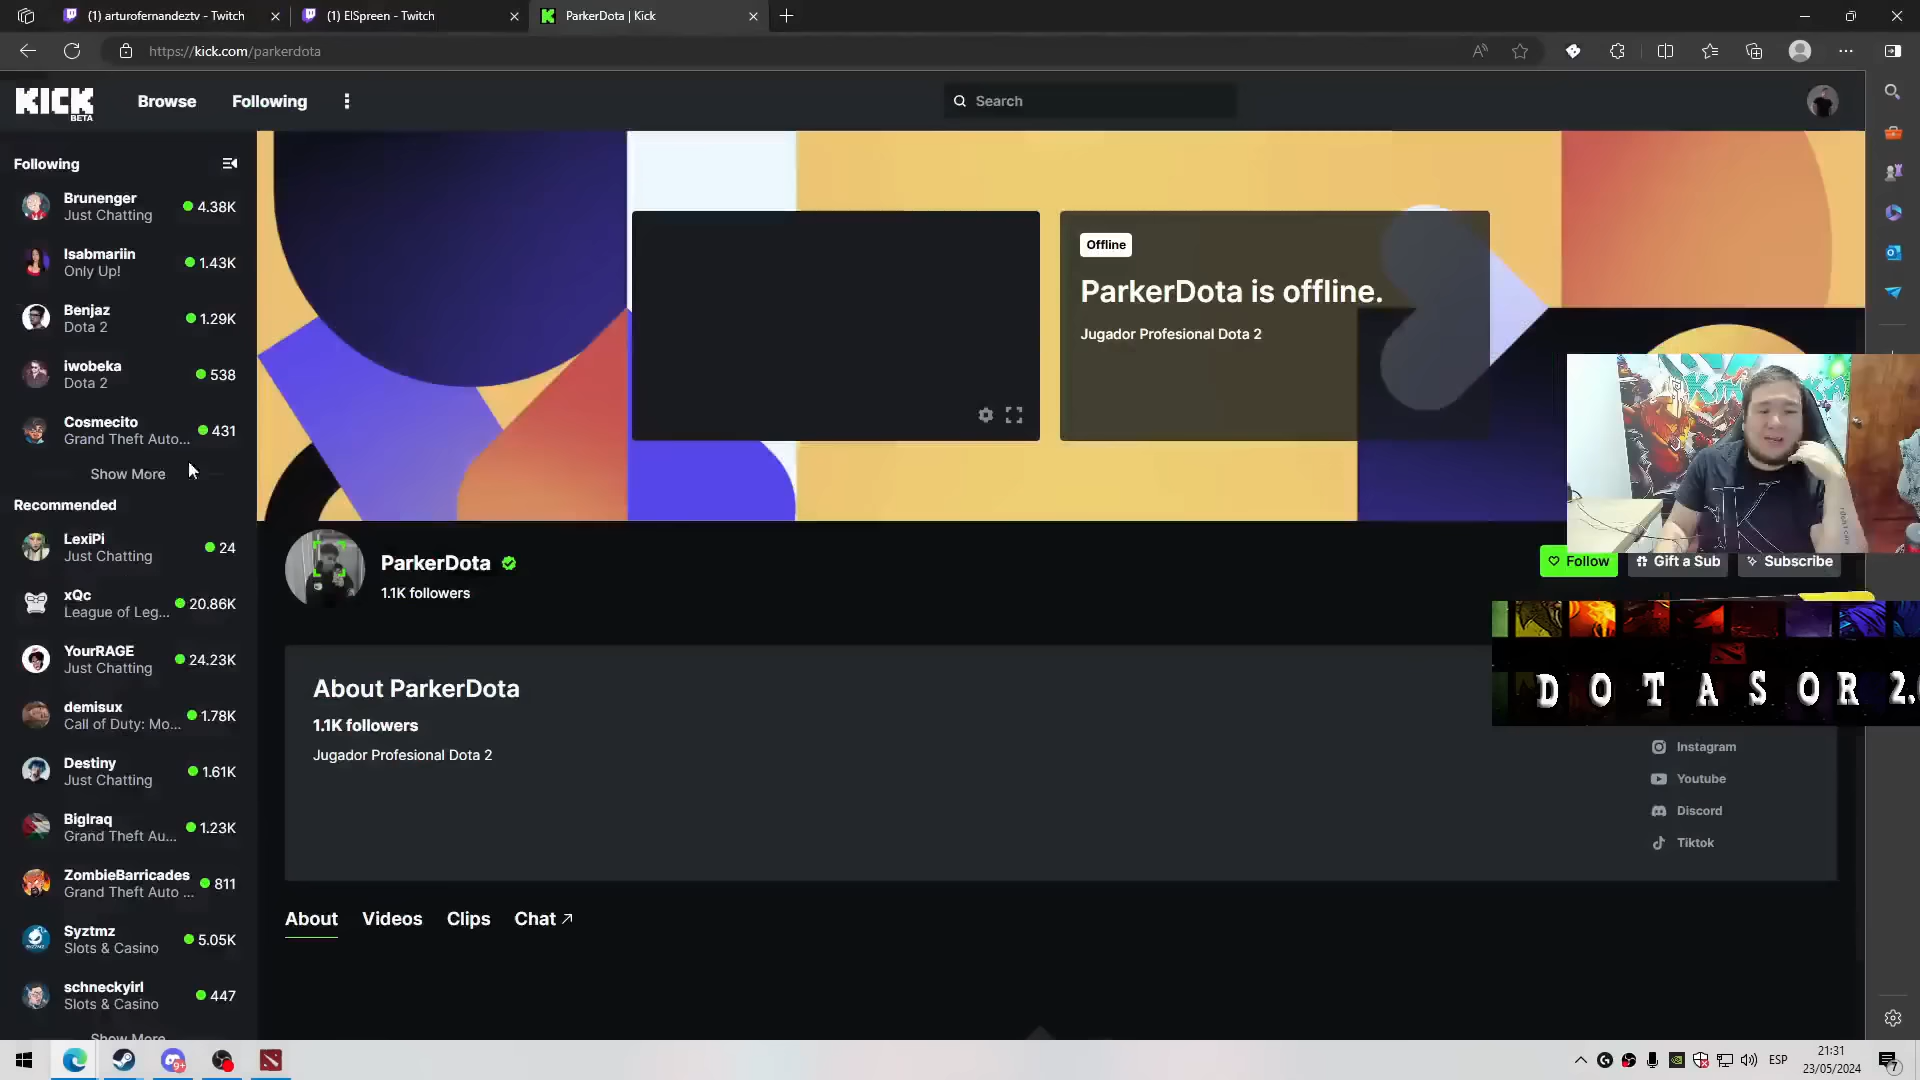 (1) arturofernandeztv - Twitch
(1) ElSpreen - Twitch
ParkerDota | Kick
https://kick.com/parkerdota
KICK
BETA
Browse
Following
Search
Following
Brunenger
4.38K
Just Chatting
Isabmariin
1.43K
Only Up!
Benjaz
1.29K
Dota 2
iwobeka
538
Dota 2
Cosmecito
431
Grand Theft Auto...
Show More
Recommended
LexiPi
24
Just Chatting
xQc
20.86K
League of Leg...
YourRAGE
24.23K
Just Chatting
demisux
1.78K
Call of Duty: Mo...
Destiny
1.61K
Just Chatting
BigIraq
1.23K
Grand Theft Au...
ZombieBarricades
811
Grand Theft Auto ...
Syztmz
5.05K
Slots & Casino
schneckyirl
447
Slots & Casino
Show More
Offline
ParkerDota is offline.
Jugador Profesional Dota 2
ParkerDota
1.1K followers
Follow
Gift a Sub
Subscribe
DOTASOR 2.
About ParkerDota
1.1K followers
Jugador Profesional Dota 2
Instagram
Youtube
Discord
Tiktok
About
Videos
Clips
Chat
9+
ESP
21:31
23/05/2024
7